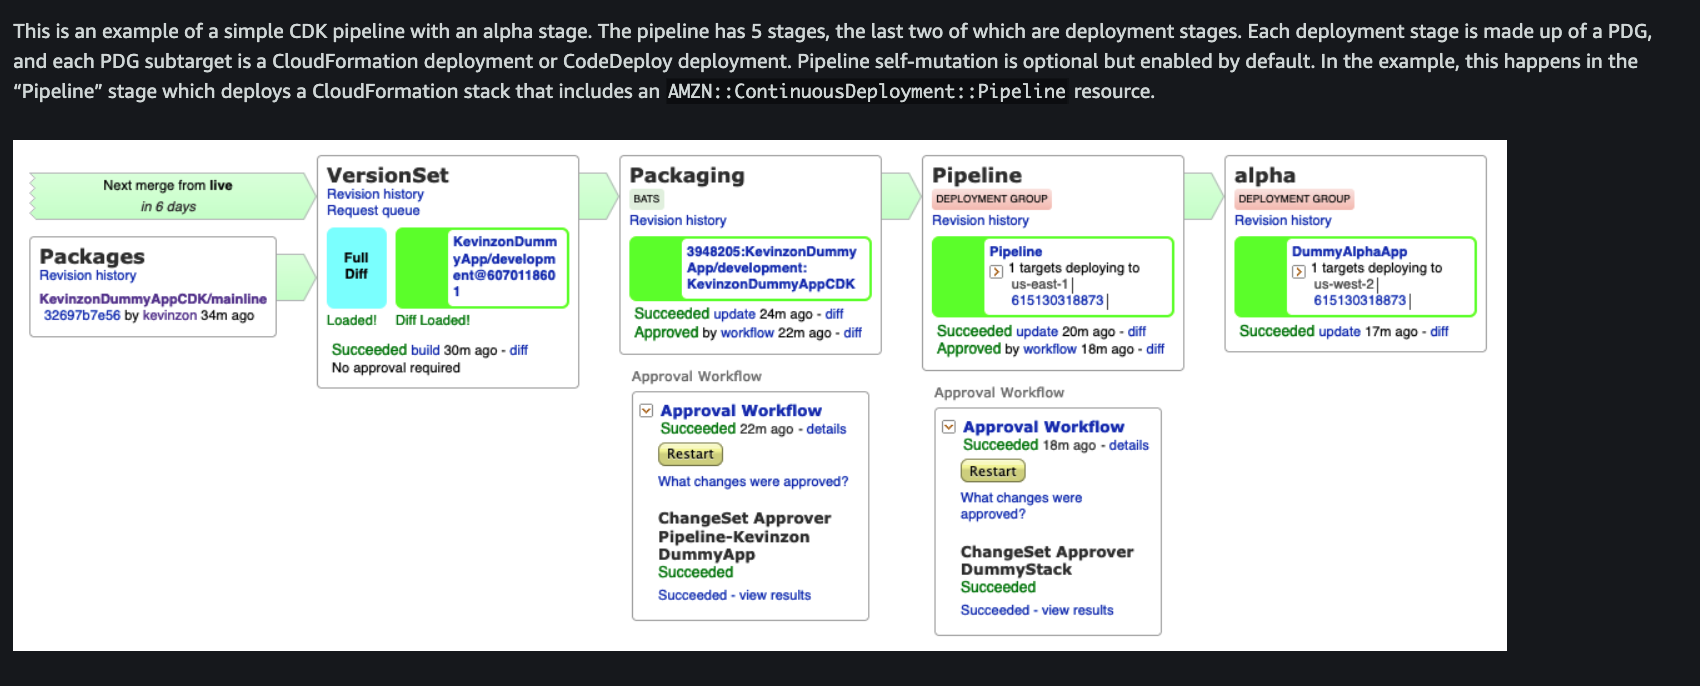 This is an example of a simple CDK pipeline with an alpha stage. The pipeline has 5 stages, the last two of which are deployment stages. Each deployment stage is made up of a PDG,
and each PDG subtarget is a CloudFormation deployment or CodeDeploy deployment. Pipeline self-mutation is optional but enabled by default. In the example, this happens in the
“Pipeline” stage which deploys a CloudFormation stack that includes an AMZN::ContinuousDeployment::Pipeline resource.
Next merge from live
in 6 days
Packages
Revision history
KevinzonDummyAppCDK/mainline
32697b7e56 by kevinzon 34m ago
VersionSet
Revision history
Request queue
Full
Diff
KevinzonDumm
yApp/developm
ent@607011860
1
Loaded!
Diff Loaded!
Succeeded build 30m ago - diff
No approval required
Packaging
BATS
Revision history
3948205:KevinzonDummy
App/development:
KevinzonDummyAppCDK
Succeeded update 24m ago - diff
Approved by workflow 22m ago - diff
Approval Workflow
Approval Workflow
Succeeded 22m ago - details
Restart
What changes were approved?
ChangeSet Approver
Pipeline-Kevinzon
DummyApp
Succeeded
Succeeded - view results
Pipeline
DEPLOYMENT GROUP
Revision history
Pipeline
1 targets deploying to
us-east-1|
615130318873|
Succeeded update 20m ago - diff
Approved by workflow 18m ago - diff
Approval Workflow
Approval Workflow
Succeeded 18m ago - details
Restart
What changes were
approved?
ChangeSet Approver
DummyStack
Succeeded
Succeeded - view results
alpha
DEPLOYMENT GROUP
Revision history
DummyAlphaApp
1 targets deploying to
us-west-2|
615130318873|
Succeeded update 17m ago - diff